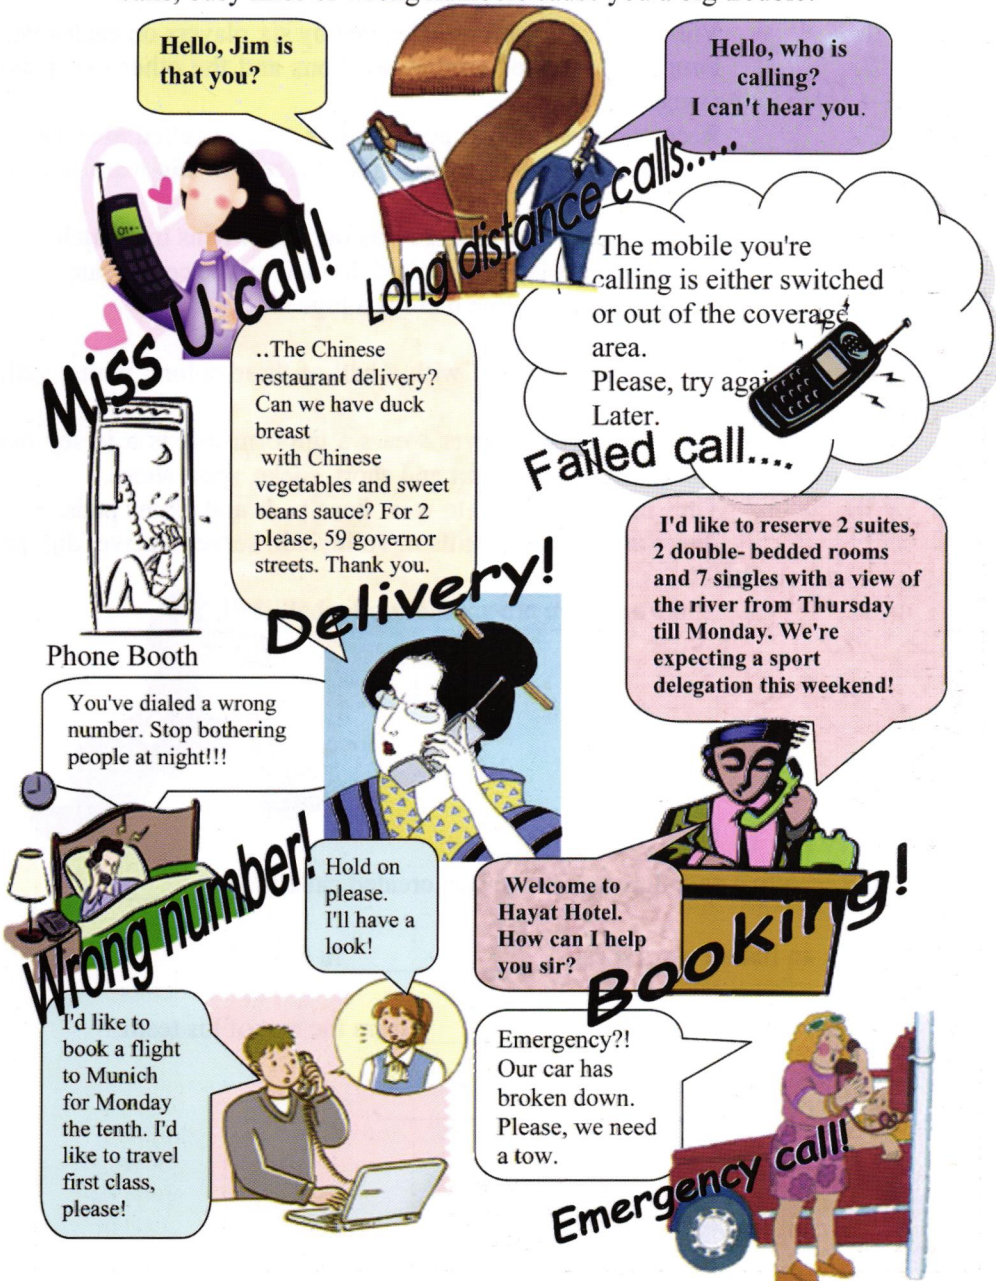 Hello, Jim is
that you?
Hello, who is
calling?
I can't hear you.
Long distance calls.....
Miss U call!
The mobile you're
calling is either switched
or out of the coverage
area.
Please, try agai
Later.
Failed call....
..The Chinese
restaurant delivery?
Can we have duck
breast
with Chinese
vegetables and sweet
beans sauce? For 2
please, 59 governor
streets. Thank you.
Delivery!
Phone Booth
I'd like to reserve 2 suites,
2 double- bedded rooms
and 7 singles with a view of
the river from Thursday
till Monday. We're
expecting a sport
delegation this weekend!
You've dialed a wrong
number. Stop bothering
people at night!!!
Wrong number!
Hold on
please.
I'll have a
look!
Welcome to
Hayat Hotel.
How can I help
you sir?
Booking!
I'd like to
book a flight
to Munich
for Monday
the tenth. I'd
like to travel
first class,
please!
Emergency?!
Our car has
broken down.
Please, we need
a tow.
Emergency call!